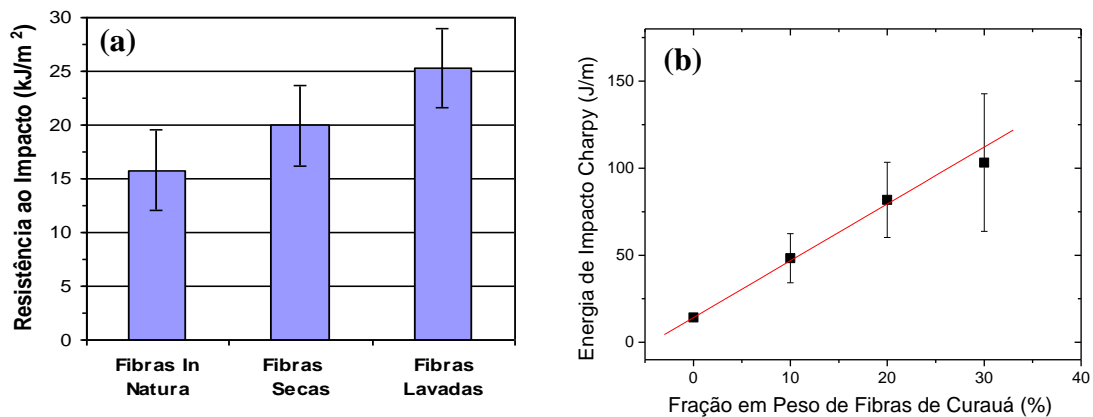 (a)
Resistência ao Impacto (kJ/m²)
30
25
20
15
10
5
0
Fibras In
Natura
Fibras
Secas
Fibras
Lavadas
(b)
Energia de Impacto Charpy (J/m)
150
100
50
0
0 10 20 30 40
Fração em Peso de Fibras de Curauá (%)